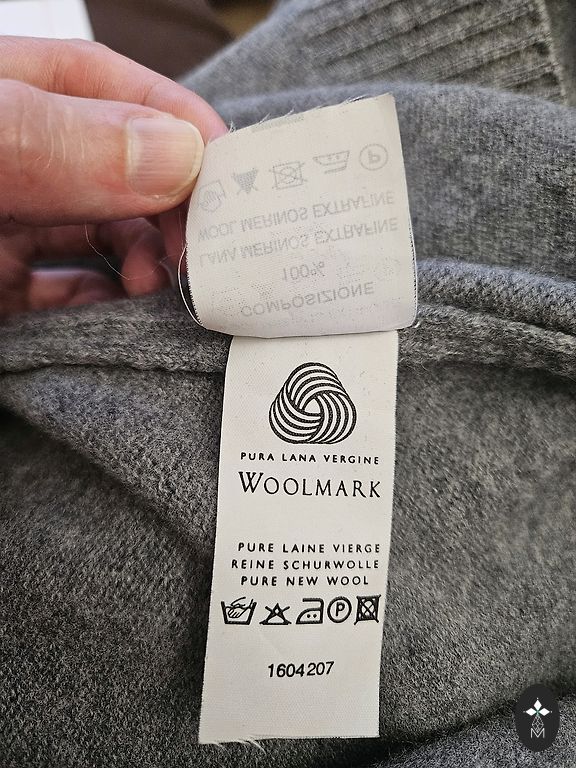 WOOL MERINOS EXTRAFINE
LANA MERINOS EXTRAFINE
100%
COMPOSIZIONE
PURA LANA VERGINE
WOOLMARK
PURE LAINE VIERGE
REINE SCHURWOLLE
PURE NEW WOOL
P
1604207
M